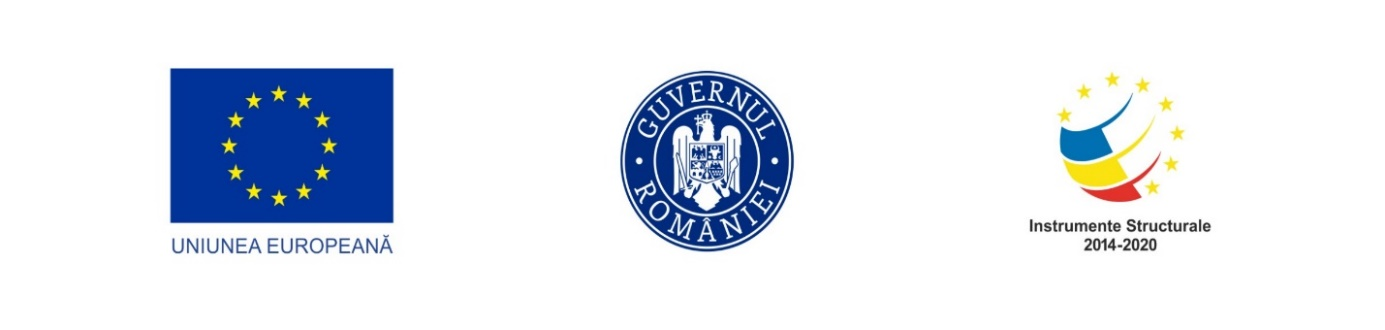 UNIUNEA EUROPEANĂ
GUVERNUL
ROMÂNIEI
Instrumente Structurale
2014-2020